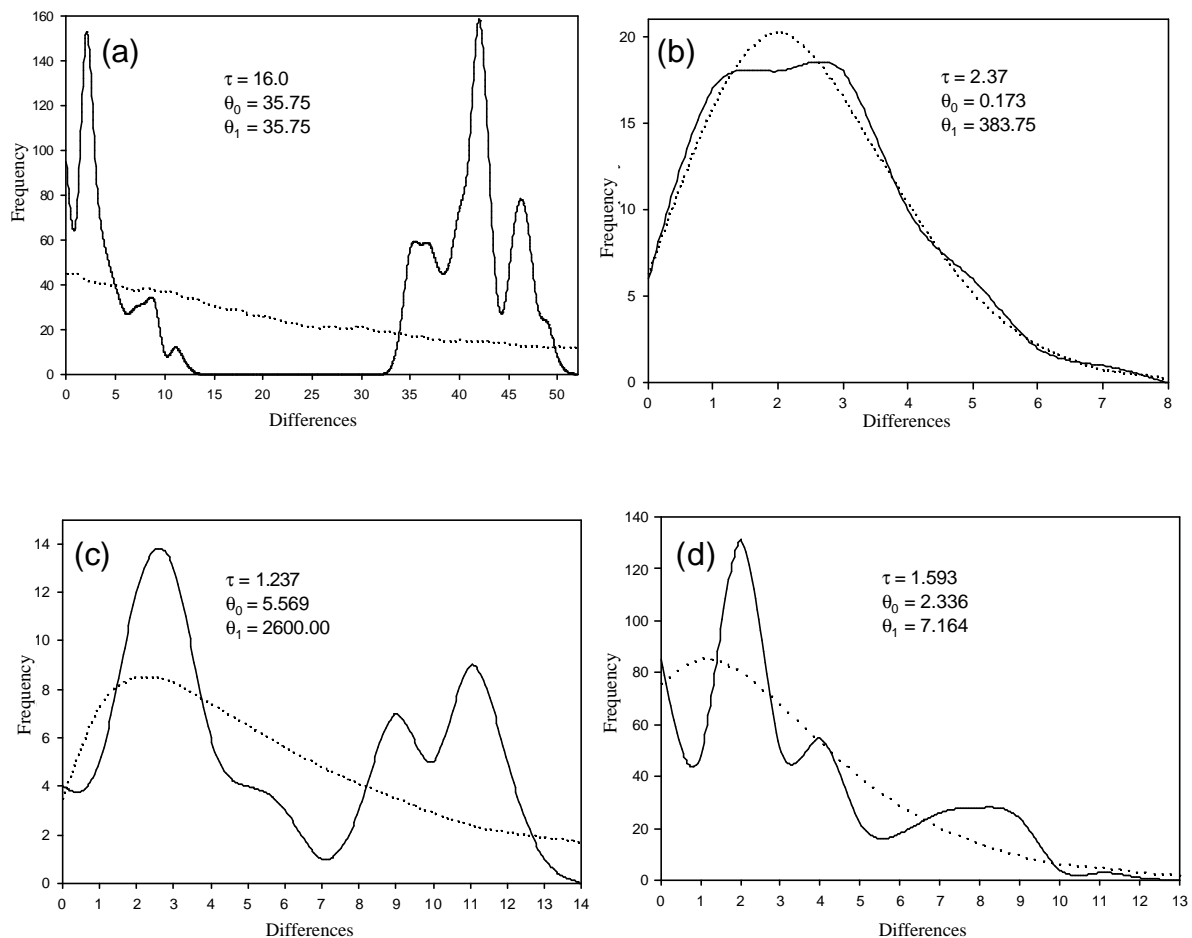 (a)
τ = 16.0
θ0 = 35.75
θ1 = 35.75
Frequency
160
140
120
100
80
60
40
20
0
0 5 10 15 20 25 30 35 40 45 50
Differences
(b)
τ = 2.37
θ0 = 0.173
θ1 = 383.75
Frequency
20
15
10
5
0
0 1 2 3 4 5 6 7 8
Differences
(c)
τ = 1.237
θ0 = 5.569
θ1 = 2600.00
Frequency
14
12
10
8
6
4
2
0
0 1 2 3 4 5 6 7 8 9 10 11 12 13 14
Differences
(d)
τ = 1.593
θ0 = 2.336
θ1 = 7.164
Frequency
140
120
100
80
60
40
20
0
0 1 2 3 4 5 6 7 8 9 10 11 12 13
Differences